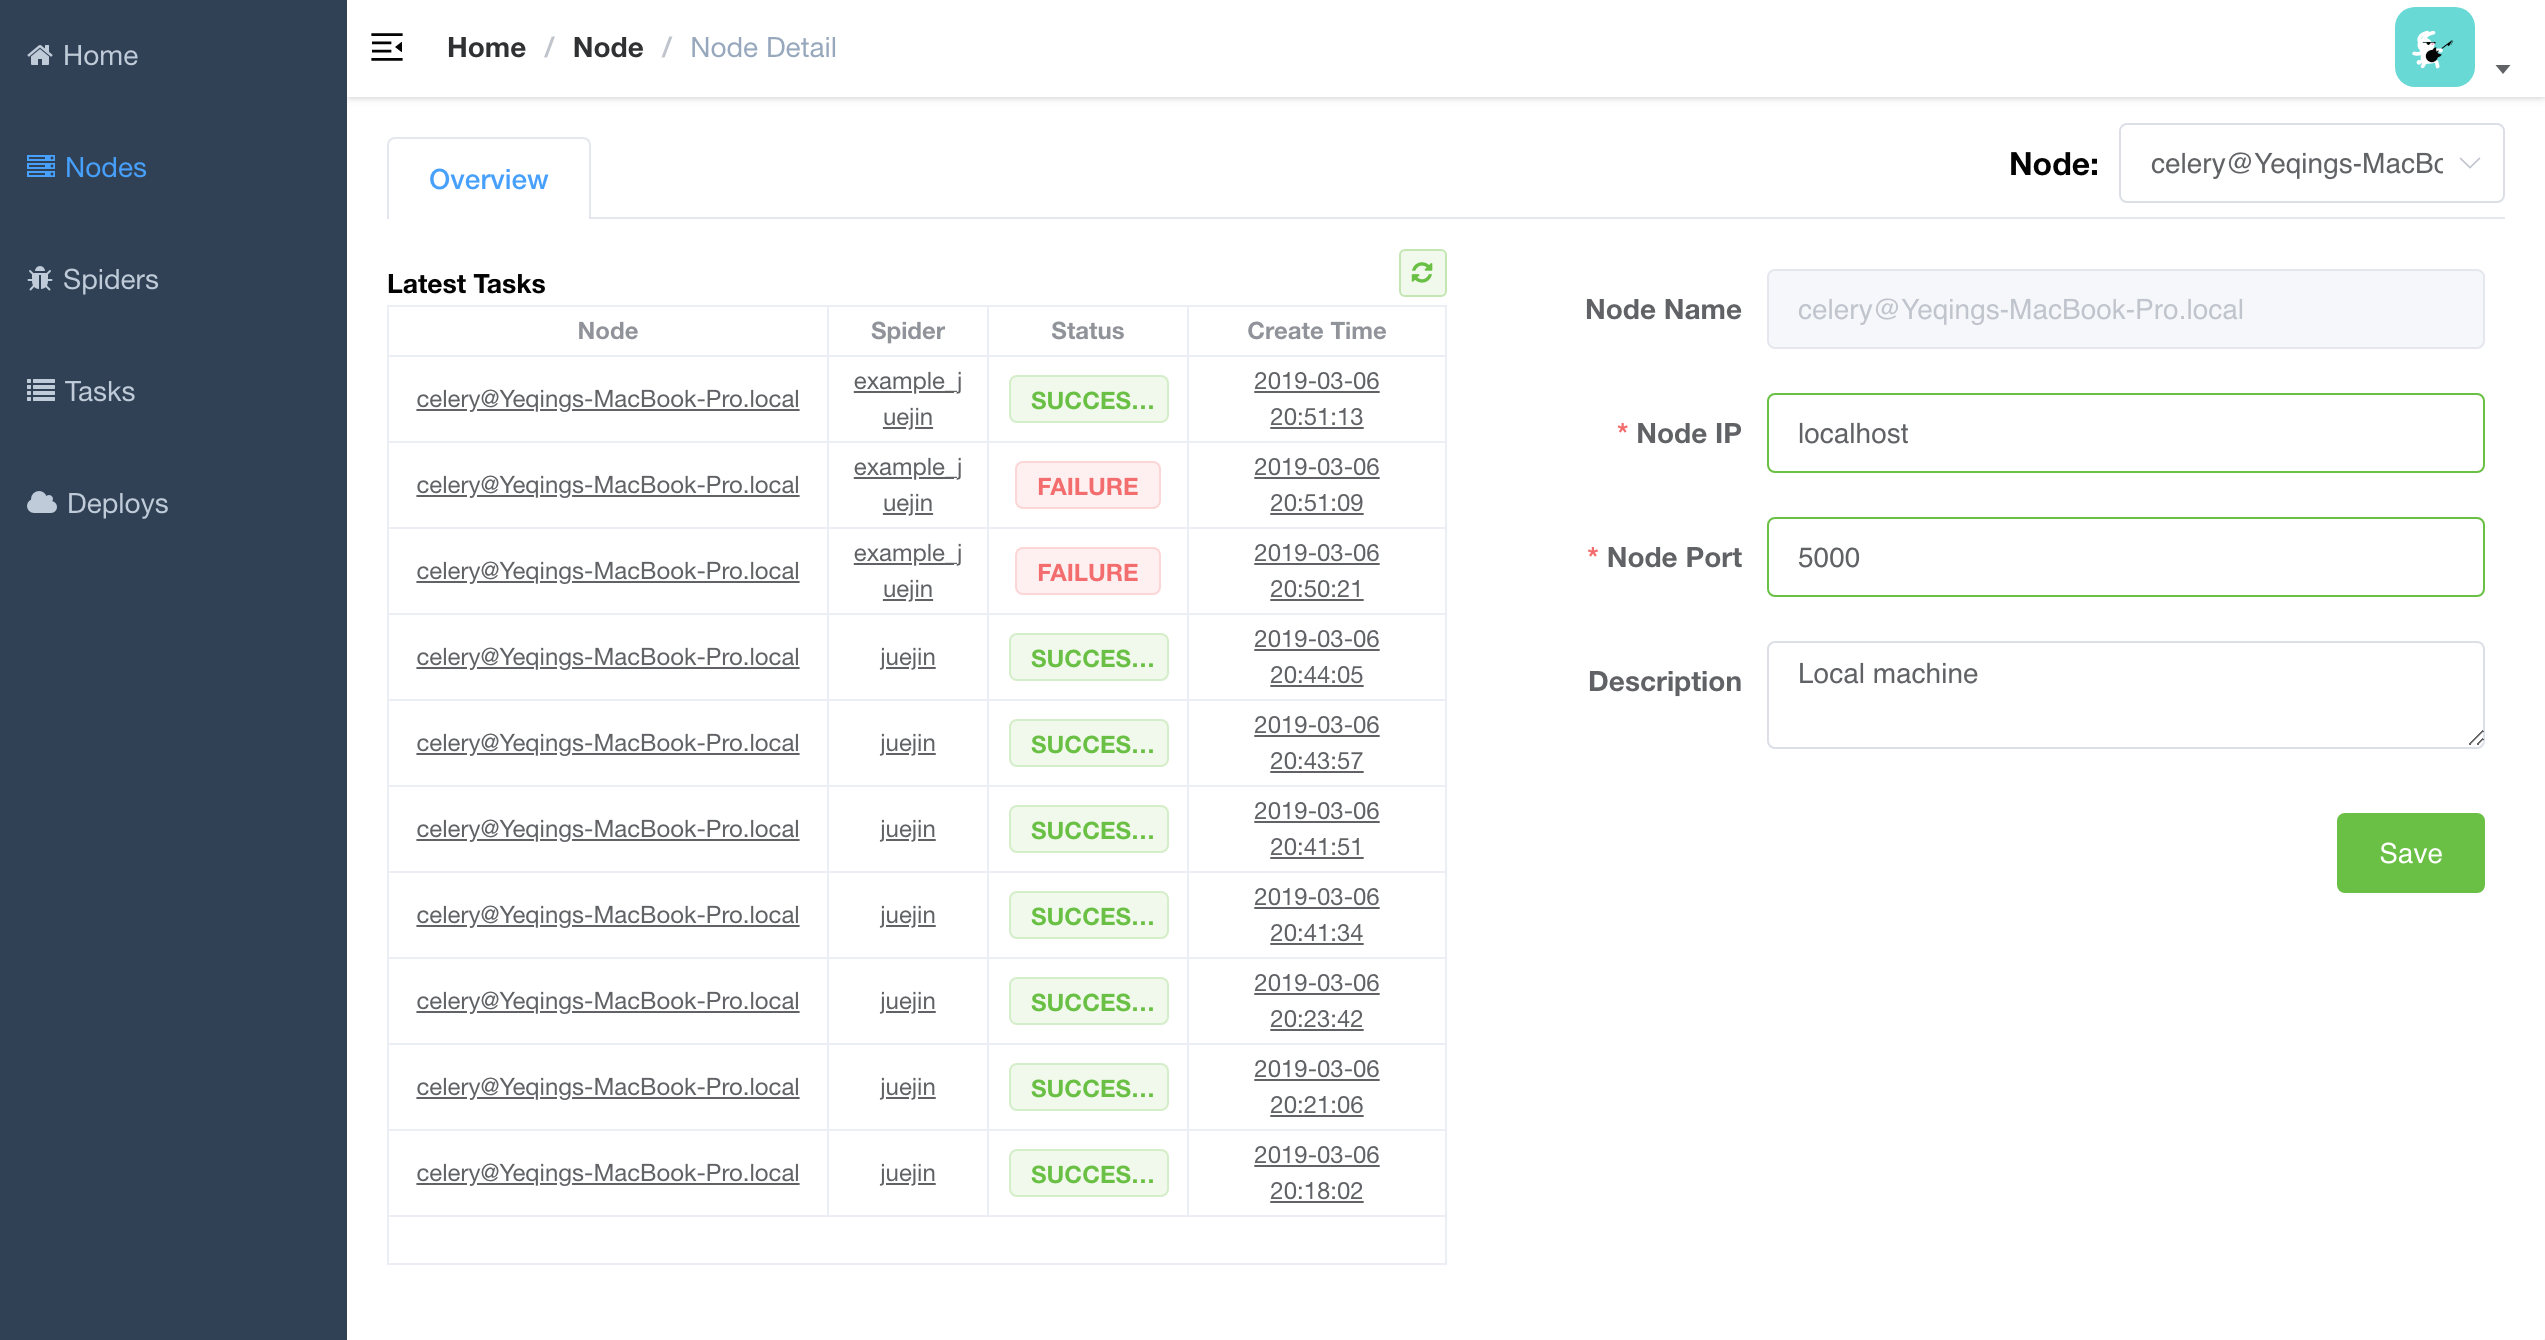 Home
Nodes
Spiders
Tasks
Deploys
Home / Node / Node Detail
Overview
Node: celery@Yeqings-MacBo
Latest Tasks
Node Spider Status Create Time
celery@Yeqings-MacBook-Pro.local example_j SUCCES... 2019-03-06
uejin 20:51:13
celery@Yeqings-MacBook-Pro.local example_j FAILURE 2019-03-06
uejin 20:51:09
celery@Yeqings-MacBook-Pro.local example_j FAILURE 2019-03-06
uejin 20:50:21
celery@Yeqings-MacBook-Pro.local juejin SUCCES... 2019-03-06
20:44:05
celery@Yeqings-MacBook-Pro.local juejin SUCCES... 2019-03-06
20:43:57
celery@Yeqings-MacBook-Pro.local juejin SUCCES... 2019-03-06
20:41:51
celery@Yeqings-MacBook-Pro.local juejin SUCCES... 2019-03-06
20:41:34
celery@Yeqings-MacBook-Pro.local juejin SUCCES... 2019-03-06
20:23:42
celery@Yeqings-MacBook-Pro.local juejin SUCCES... 2019-03-06
20:21:06
celery@Yeqings-MacBook-Pro.local juejin SUCCES... 2019-03-06
20:18:02
Node Name celery@Yeqings-MacBook-Pro.local
* Node IP localhost
* Node Port 5000
Description Local machine
Save